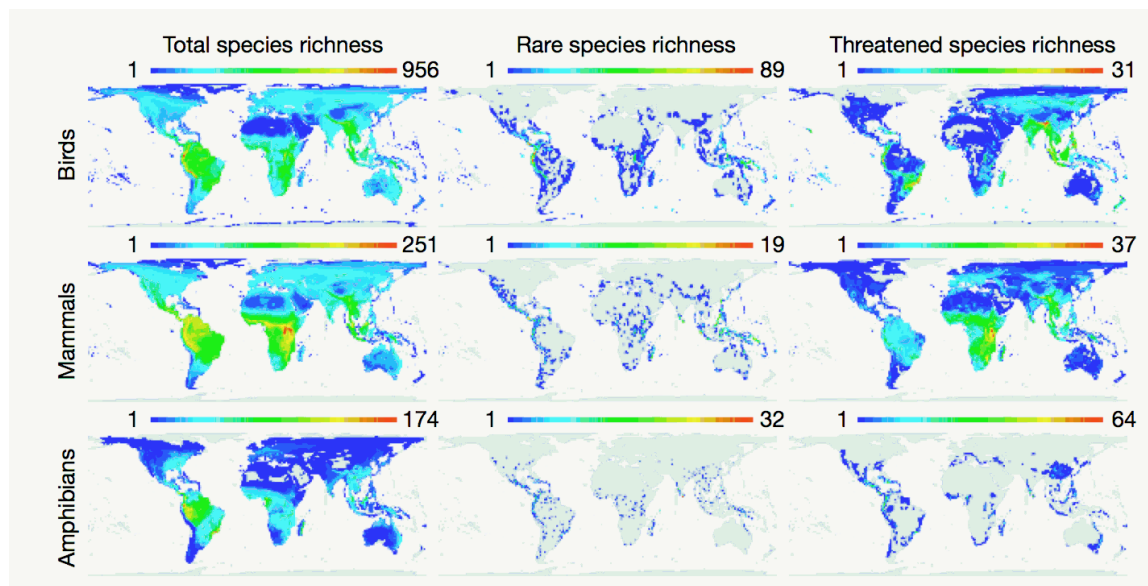 Total species richness
Rare species richness
Threatened species richness
1 956
1 89
1 31
Birds
1 251
1 19
1 37
Mammals
1 174
1 32
1 64
Amphibians